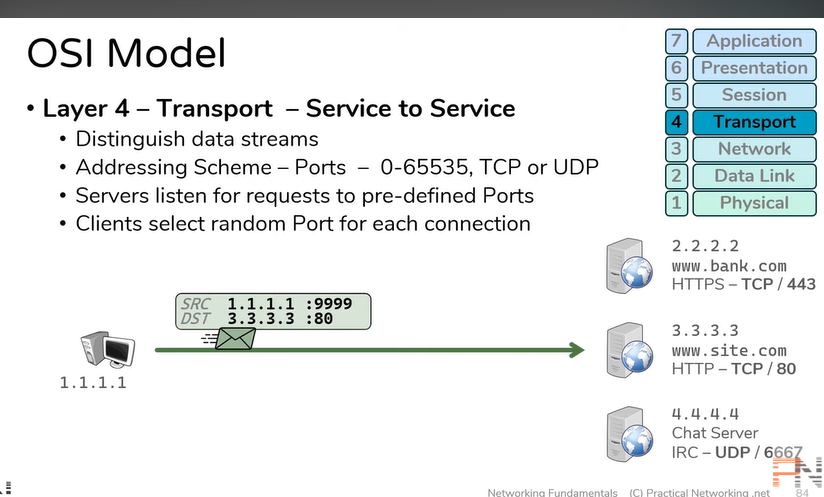 OSI Model
• Layer 4 – Transport – Service to Service
• Distinguish data streams
• Addressing Scheme – Ports – 0-65535, TCP or UDP
• Servers listen for requests to pre-defined Ports
• Clients select random Port for each connection
7 Application
6 Presentation
5 Session
4 Transport
3 Network
2 Data Link
1 Physical
SRC 1.1.1.1 :9999
DST 3.3.3.3 :80
1.1.1.1
2.2.2.2
www.bank.com
HTTPS – TCP / 443
3.3.3.3
www.site.com
HTTP – TCP / 80
4.4.4.4
Chat Server
IRC – UDP / 6667
PN
Networking Fundamentals (C) Practical Networking .net 84